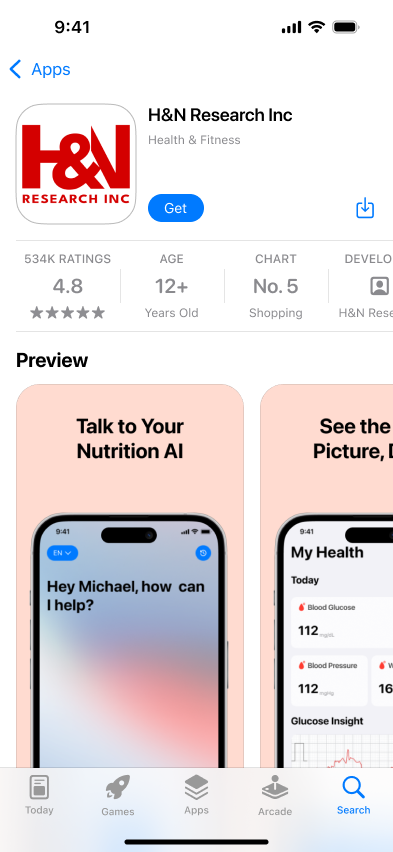 9:41
Apps
H&N
RESEARCH INC
H&N Research Inc
Health & Fitness
Get
534K RATINGS
4.8
★★★★★
AGE
12+
Years Old
CHART
No. 5
Shopping
DEVELO
H&N Rese
Preview
Talk to Your
Nutrition AI
9:41
EN
Hey Michael, how can
I help?
See the
Picture, D
9:41
My Health
Today
Blood Glucose
112 mg/dL
Blood Pressure
112 mmHg
W
16
Glucose Insight
Today
Games
Apps
Arcade
Search